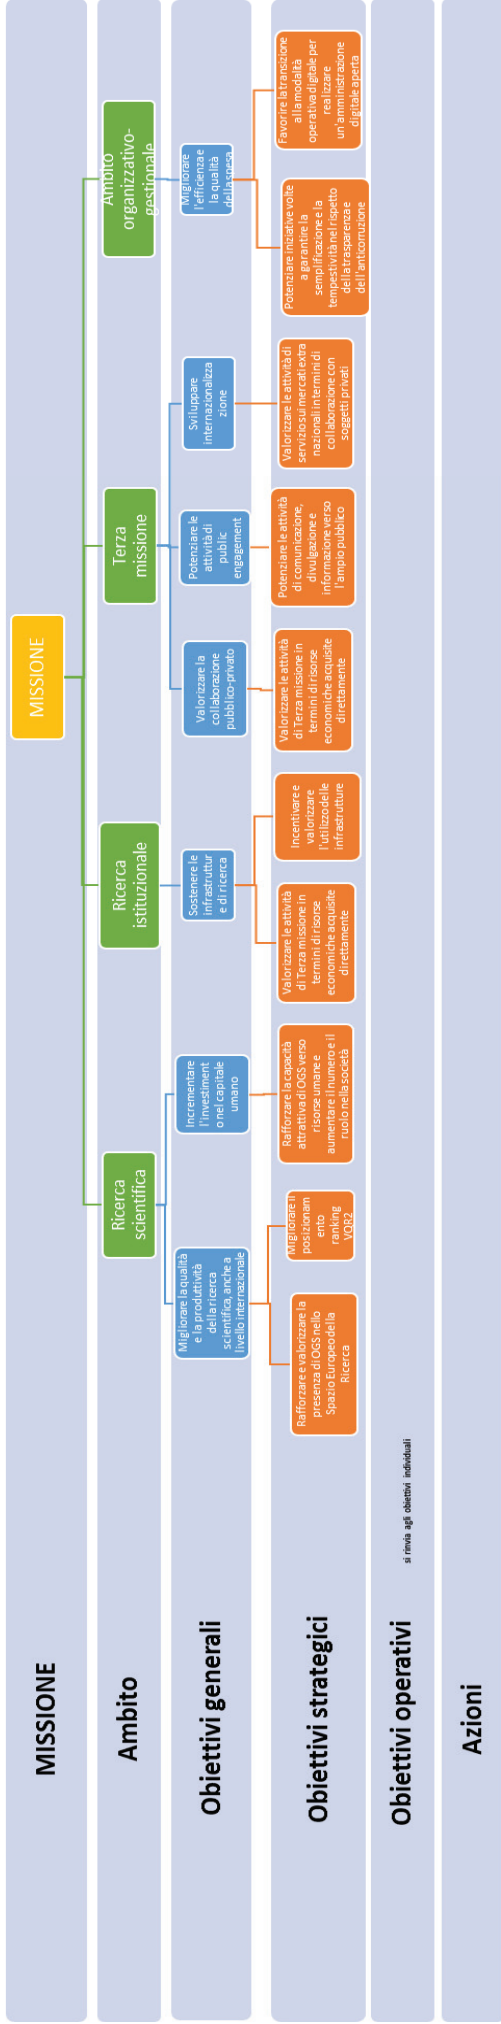 MISSIONE
MISSIONE
Ambito
Ricerca
scientifica
Ricerca
istituzionale
Terza
missione
Ambito
organizzativo-
gestionale
Obiettivi generali
Migliorare la qualità
e la produttività
della ricerca
scientifica, anche a
livello internazionale
Incrementare
l'investiment
o nel capitale
umano
Sostenere le
infrastruttur
e di ricerca
Valorizzare la
collaborazione
pubblico-privato
Potenziare le
attività di
public
engagement
Sviluppare
internazionalizza
zione
Migliorare
l'efficienza e
la qualità
della spesa
Obiettivi strategici
Rafforzare e valorizzare la
presenza di OGS nello
Spazio Europeo della
Ricerca
Migliorare il
posizionam
ento
ranking
VQR2
Rafforzare la capacità
attrattiva di OGS verso
risorse umane e
aumentare il numero e il
ruolo nella società
Valorizzare le attività
di Terza missione in
termini di risorse
economiche acquisite
direttamente
Incentivare e
valorizzare
l'utilizzo delle
infrastrutture
Valorizzare le attività
di Terza missione in
termini di risorse
economiche acquisite
direttamente
Potenziare le attività
di comunicazione,
divulgazione e
informazione verso
l'ampio pubblico
Valorizzare le attività di
servizio sui mercati extra
nazionali in termini di
collaborazione con
soggetti privati
Potenziare iniziative volte
a garantire la
semplificazione e la
tempestività nel rispetto
della trasparenza e
dell'anticorruzione
Favorire la transizione
alla modalità
operativa digitale per
realizzare
un'amministrazione
digitale aperta
Obiettivi operativi
si rinvia agli obiettivi individuali
Azioni